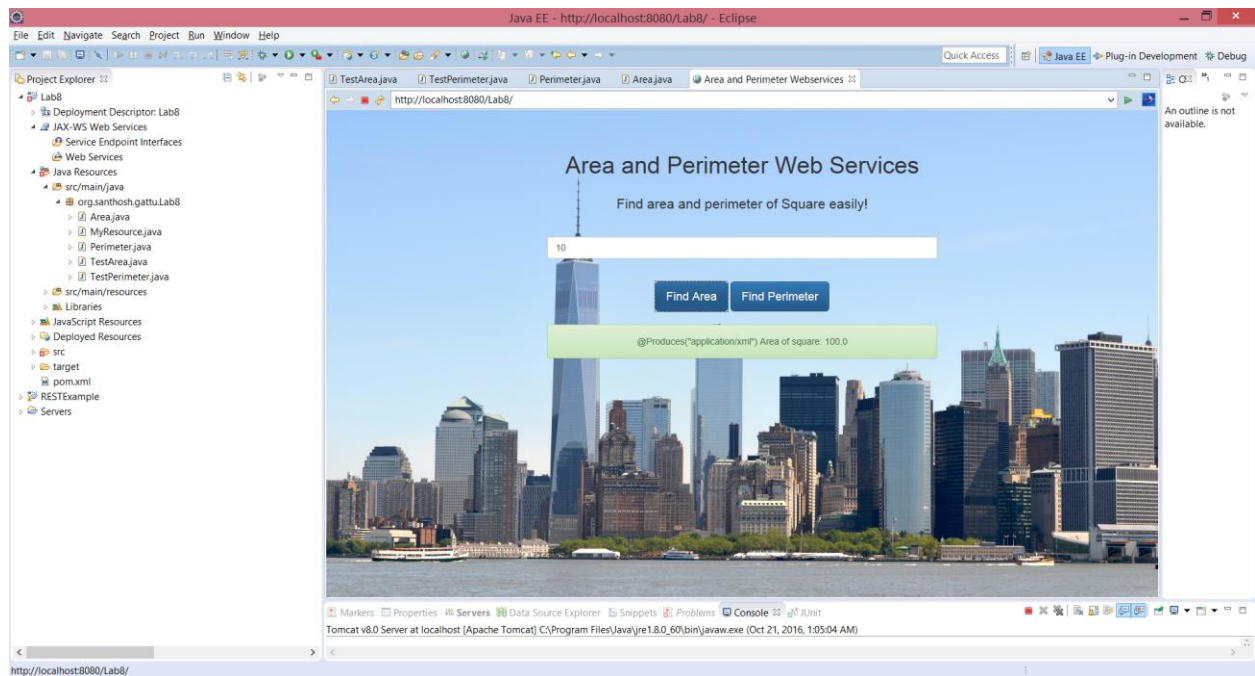 Java EE - http://localhost:8080/Lab8/ - Eclipse
File Edit Navigate Search Project Run Window Help
Quick Access
Java EE
Plug-in Development
Debug
Project Explorer
TestArea.java
TestPerimeter.java
Perimeter.java
Area.java
Area and Perimeter Webservices
http://localhost:8080/Lab8/
Lab8
Deployment Descriptor: Lab8
JAX-WS Web Services
Service Endpoint Interfaces
Web Services
Java Resources
src/main/java
org.santhosh.gattu.Lab8
Area.java
MyResource.java
Perimeter.java
TestArea.java
TestPerimeter.java
src/main/resources
Libraries
JavaScript Resources
Deployed Resources
src
target
pom.xml
RESTExample
Servers
Area and Perimeter Web Services
Find area and perimeter of Square easily!
10
Find Area
Find Perimeter
@Produces("application/xml") Area of square: 100.0
An outline is not
available.
Markers
Properties
Servers
Data Source Explorer
Snippets
Problems
Console
JUnit
Tomcat v8.0 Server at localhost [Apache Tomcat] C:\Program Files\Java\jre1.8.0_60\bin\javaw.exe (Oct 21, 2016, 1:05:04 AM)
http://localhost:8080/Lab8/